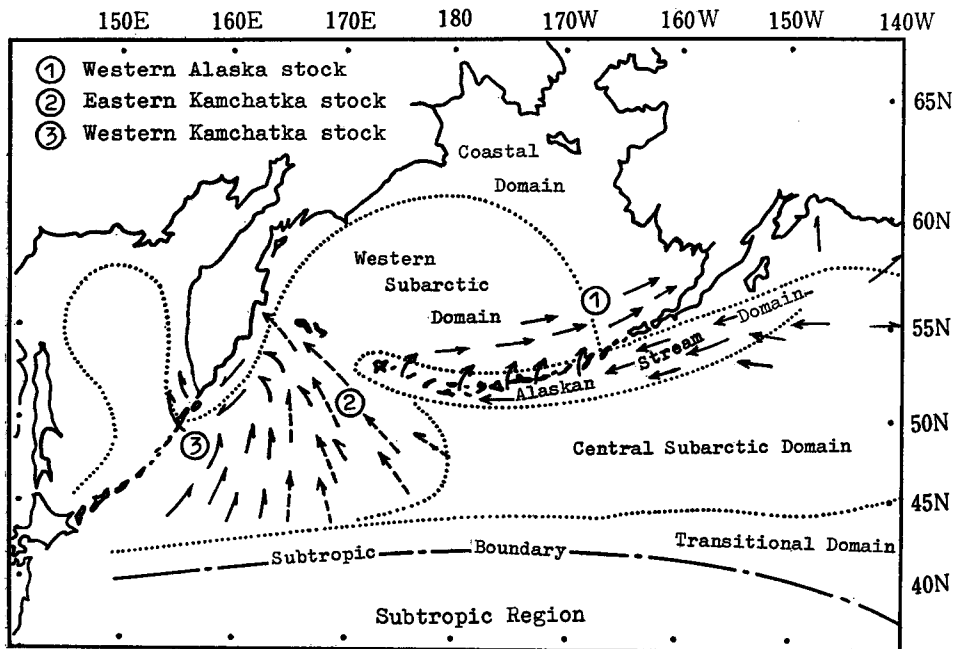 150E 160E 170E 180 170W 160W 150W 140W
① Western Alaska stock
② Eastern Kamchatka stock
③ Western Kamchatka stock
65N
Coastal
Domain
60N
Western
Subarctic
Domain
①
Domain
55N
Stream
Alaskan
②
50N
③
Central Subarctic Domain
45N
Transitional Domain
Subtropic Boundary
40N
Subtropic Region